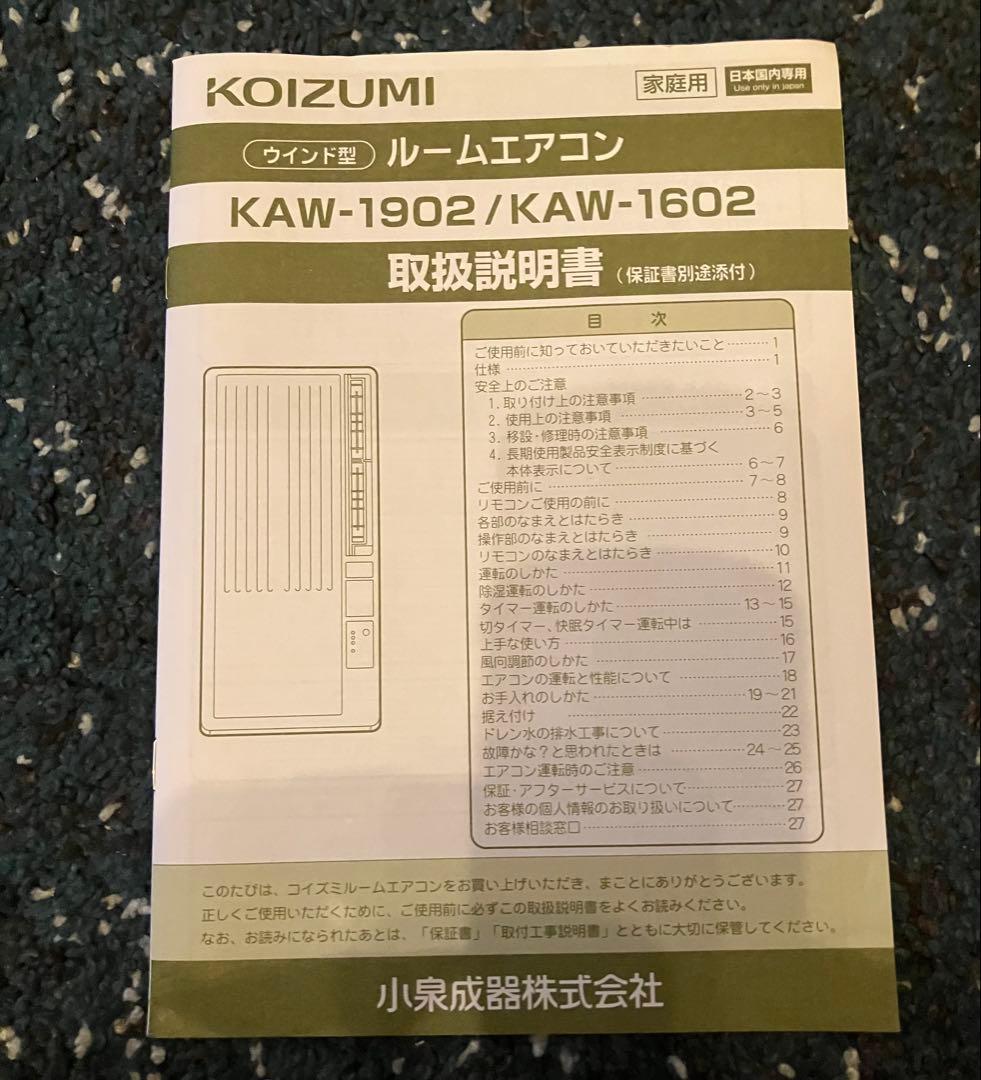 KOIZUMI
家庭用
日本国内専用
Use only in japan
ウインド型 ルームエアコン
KAW-1902/KAW-1602
取扱説明書（保証書別途添付）
目 次
ご使用前に知っておいていただきたいこと………1
仕様……………………………1
安全上のご注意
1. 取り付け上の注意事項……………2～3
2. 使用上の注意事項……………3～5
3. 移設・修理時の注意事項……………6
4. 長期使用製品安全表示制度に基づく
本体表示について……………6～7
ご使用前に……………………7～8
リモコンご使用の前に……………8
各部のなまえとはたらき……………9
操作部のなまえとはたらき……………9
リモコンのなまえとはたらき……………10
運転のしかた……………………11
除湿運転のしかた……………………12
タイマー運転のしかた……………13～15
切タイマー、快眠タイマー運転中は……………15
上手な使い方……………………16
風向調節のしかた……………………17
エアコンの運転と性能について……………18
お手入れのしかた……………19～21
据え付け……………………22
ドレン水の排水工事について……………23
故障かな？と思われたときは……………24～25
エアコン運転時のご注意……………26
保証・アフターサービスについて……………27
お客様の個人情報のお取り扱いについて………27
お客様相談窓口……………………27
このたびは、コイズミルームエアコンをお買い上げいただき、まことにありがとうございます。
正しくご使用いただくために、ご使用前に必ずこの取扱説明書をよくお読みください。
なお、お読みになられたあとは、「保証書」「取付工事説明書」とともに大切に保管してください。
小泉成器株式会社